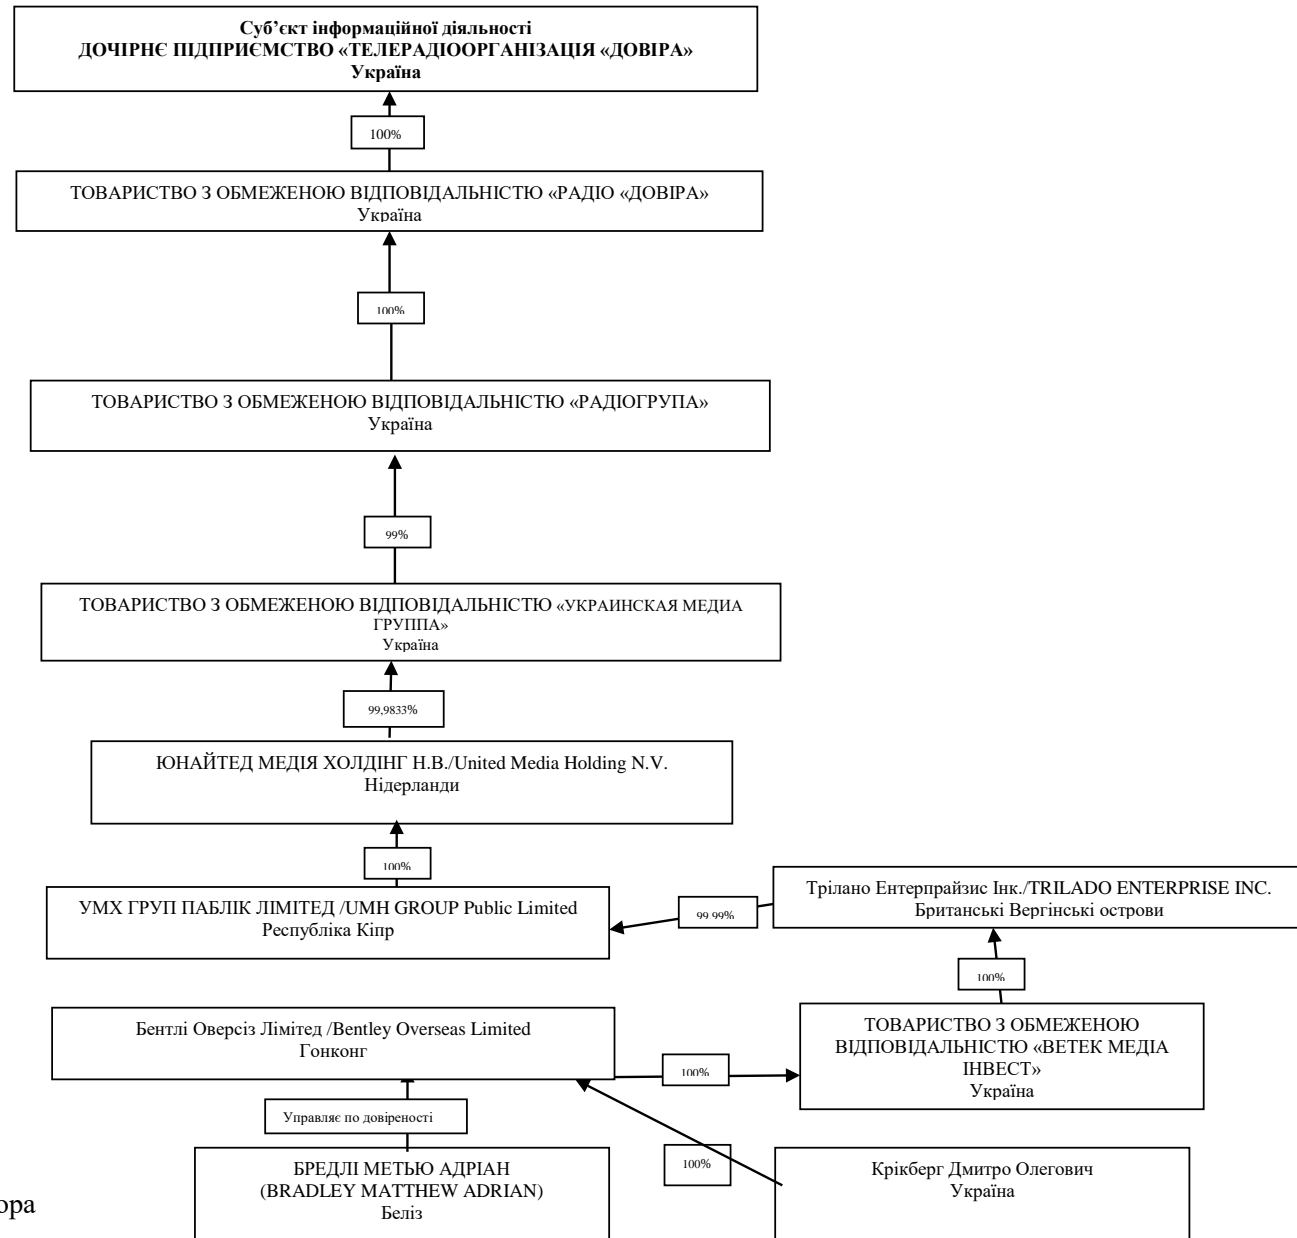 Суб’єкт інформаційної діяльності
ДОЧІРНЄ ПІДПРИЄМСТВО «ТЕЛЕРАДІООРГАНІЗАЦІЯ «ДОВІРА»
Україна
100%
ТОВАРИСТВО З ОБМЕЖЕНОЮ ВІДПОВІДАЛЬНІСТЮ «РАДІО «ДОВІРА»
Україна
100%
ТОВАРИСТВО З ОБМЕЖЕНОЮ ВІДПОВІДАЛЬНІСТЮ «РАДІОГРУПА»
Україна
99%
ТОВАРИСТВО З ОБМЕЖЕНОЮ ВІДПОВІДАЛЬНІСТЮ «УКРАИНСКАЯ МЕДИА
ГРУППА»
Україна
99,9833%
ЮНАЙТЕД МЕДІЯ ХОЛДІНГ Н.В./United Media Holding N.V.
Нідерланди
100%
УМХ ГРУП ПАБЛІК ЛІМІТЕД /UMH GROUP Public Limited
Республіка Кіпр
99.99%
Трілано Ентерпрайзис Інк./TRILADO ENTERPRISE INC.
Британські Вергінські острови
100%
Бентлі Оверсіз Лімітед /Bentley Overseas Limited
Гонконг
100%
ТОВАРИСТВО З ОБМЕЖЕНОЮ
ВІДПОВІДАЛЬНІСТЮ «ВЕТЕК МЕДІА
ІНВЕСТ»
Україна
Управляє по довіреності
БРЕДЛІ МЕТЬЮ АДРІАН
(BRADLEY MATTHEW ADRIAN)
Беліз
100%
Крікберг Дмитро Олегович
Україна
ора